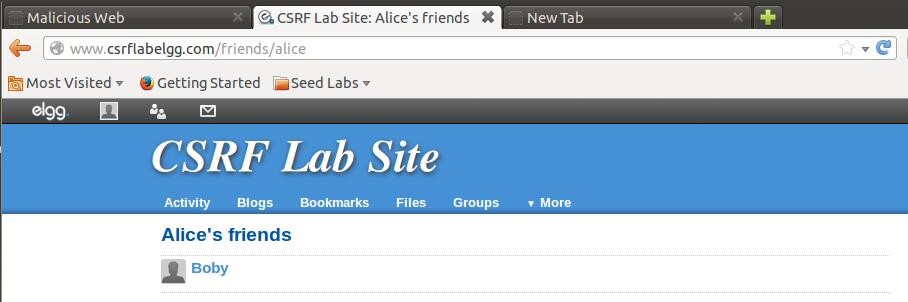 Malicious Web
CSRF Lab Site: Alice's friends
New Tab
www.csrflabelgg.com/friends/alice
Most Visited
Getting Started
Seed Labs
elgg.
CSRF Lab Site
Activity Blogs Bookmarks Files Groups More
Alice's friends
Boby